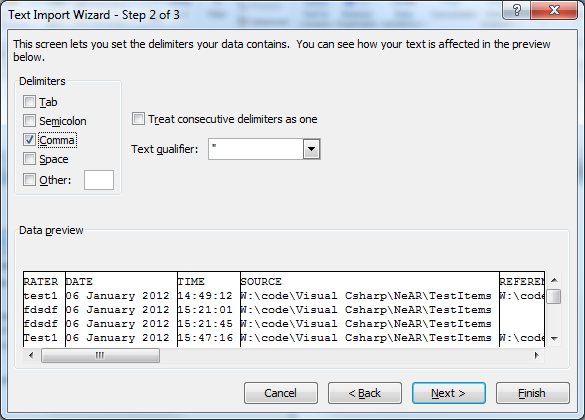 Text Import Wizard - Step 2 of 3
This screen lets you set the delimiters your data contains. You can see how your text is affected in the preview
below.
Delimiters
Tab
Semicolon
Comma
Space
Other:
Treat consecutive delimiters as one
Text qualifier: "
Data preview
RATER DATE TIME SOURCE REFEREN
test1 06 January 2012 14:49:12 W:\code\Visual Csharp\NeAR\TestItems W:\code
fdsdf 06 January 2012 15:21:01 W:\code\Visual Csharp\NeAR\TestItems
fdsdf 06 January 2012 15:21:45 W:\code\Visual Csharp\NeAR\TestItems
Test1 06 January 2012 15:47:16 W:\code\Visual Csharp\NeAR\TestItems W:\code
Cancel < Back Next > Finish